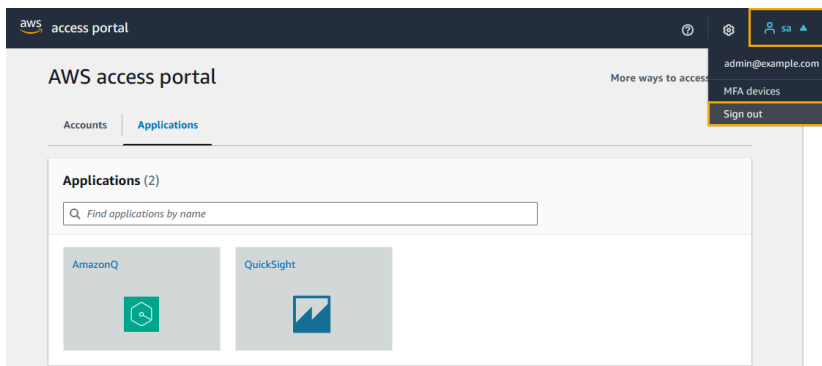 aws access portal
sa
admin@example.com
MFA devices
Sign out
AWS access portal
More ways to access
Accounts
Applications
Applications (2)
Find applications by name
AmazonQ
QuickSight